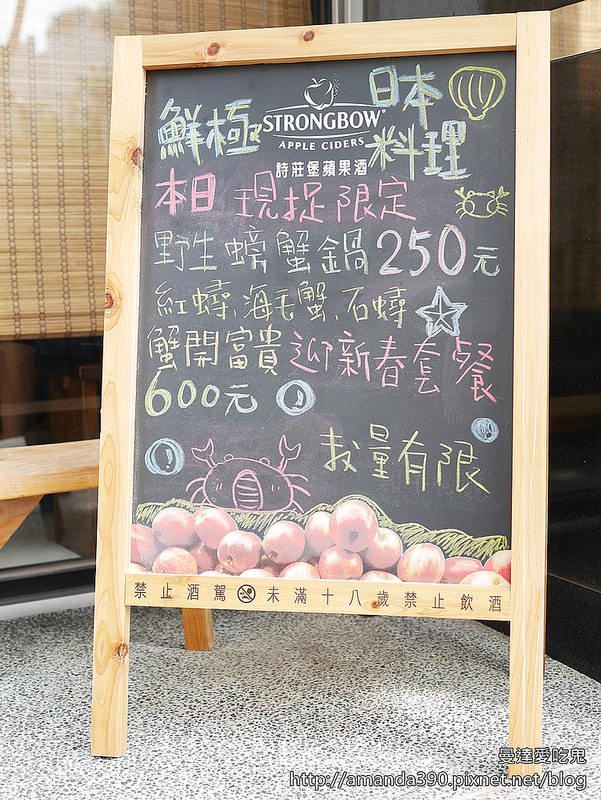 鮮極 日本料理
STRONGBOW
APPLE CIDERS
詩莊堡蘋果酒
本日 現捉限定
野生螃蟹鍋 250元
紅蟳、海毛蟹、石蟳
蟹開富貴迎新春套餐
600元
數量有限
禁止酒駕 未滿十八歲禁止飲酒
曼達愛吃鬼
http://amanda390.pixnet.net/blog